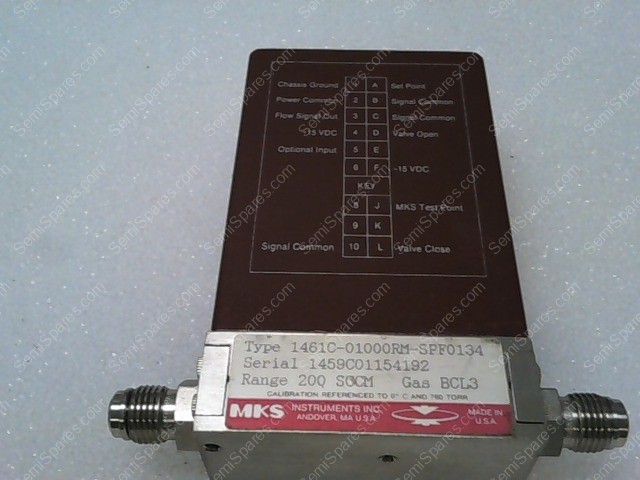 Chassis Ground 1 A Set Point
Power Common 2 B Signal Common
Flow Signal Out 3 C Signal Common
15 VDC 4 D Valve Open
Optional Input 5 E
6 F -15 VDC
KEY
8 J MKS Test Point
9 K
Signal Common 10 L Valve Close
Type 1461C-01000RM-SPF0134
Serial 1459C01154192
Range 200 SCCM Gas BCL3
CALIBRATION REFERENCED TO 0° C AND 760 TORR
MKS INSTRUMENTS INC.
ANDOVER, MA U.S.A.
MADE IN
U.S.A.
SemiSpares.com